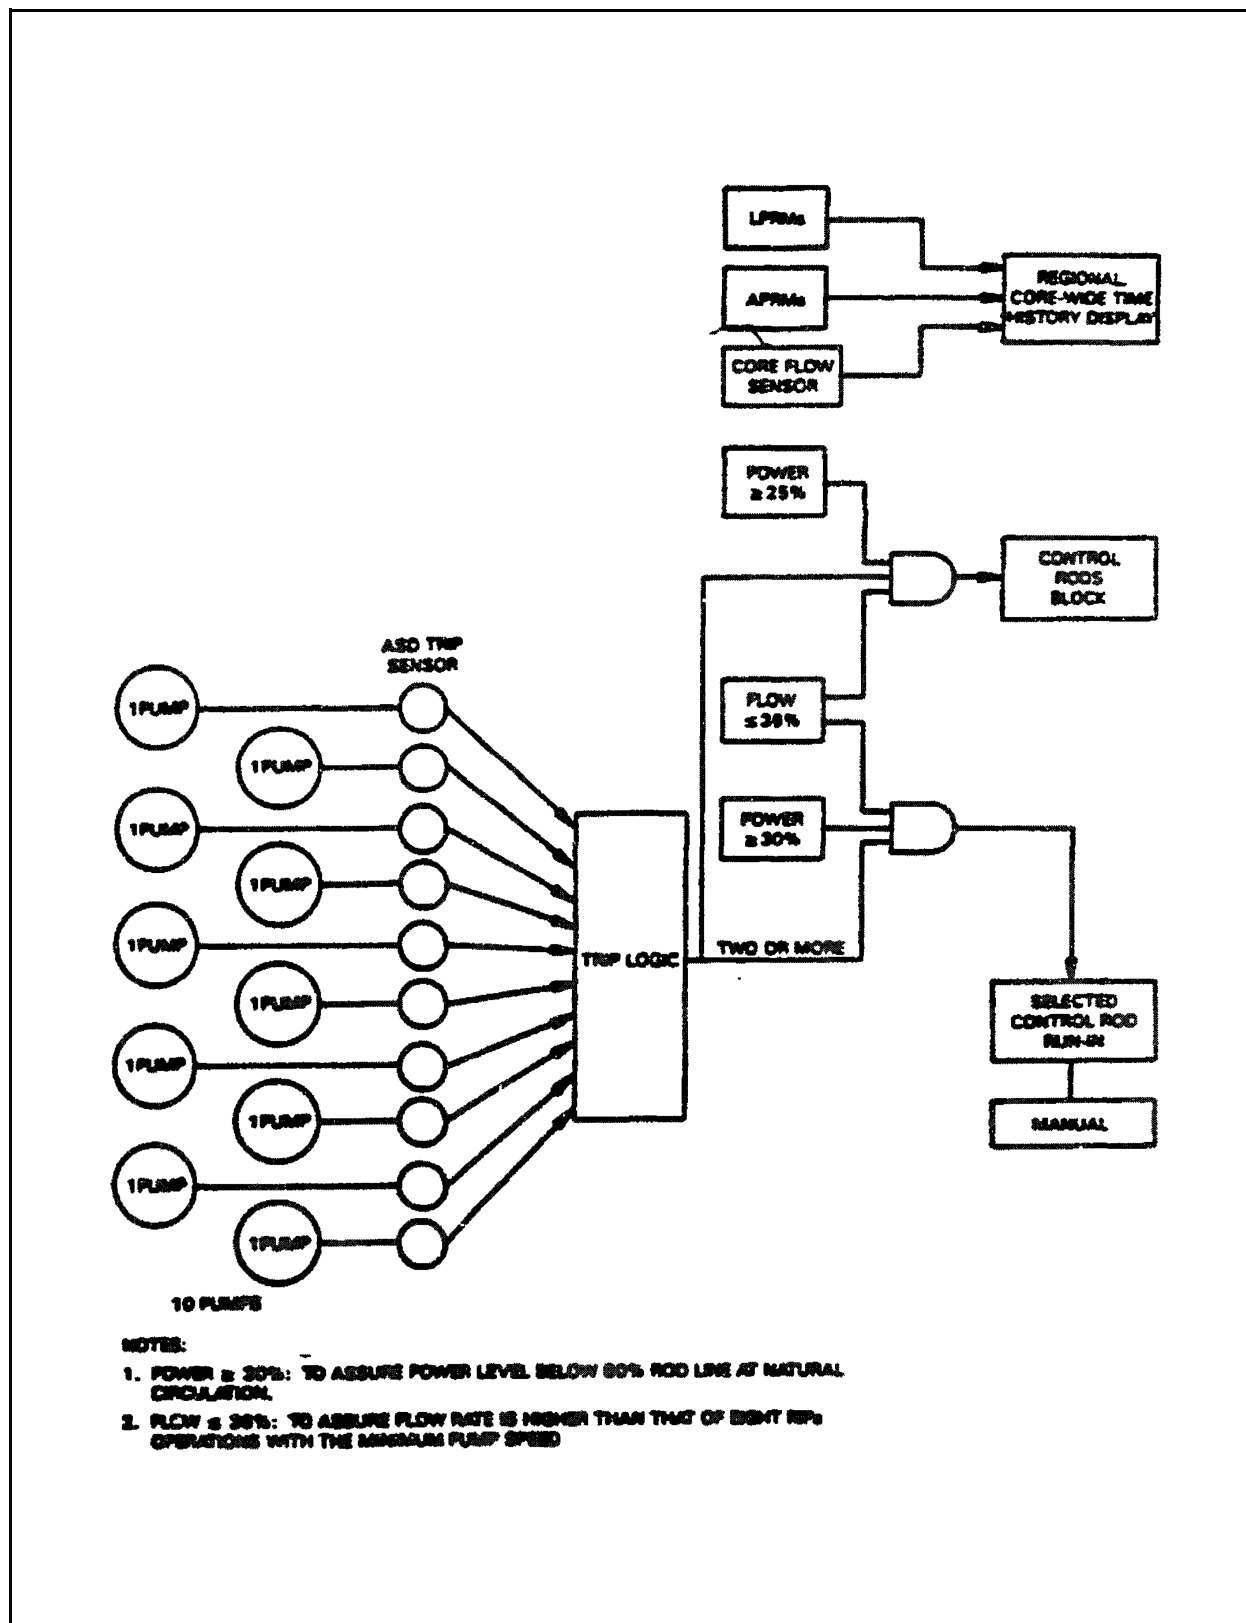 LPRMs
APRMs
CORE FLOW
SENSOR
REGIONAL
CORE-WIDE TIME
HISTORY DISPLAY
POWER
≥ 25%
CONTROL
RODS
BLOCK
ASD TRIP
SENSOR
FLOW
≤ 36%
POWER
≥ 30%
1 PUMP
1 PUMP
1 PUMP
1 PUMP
1 PUMP
1 PUMP
1 PUMP
1 PUMP
1 PUMP
1 PUMP
TRIP LOGIC
TWO OR MORE
SELECTED
CONTROL ROD
RUN-IN
MANUAL
10 PUMPS
NOTES:
1. POWER ≥ 30%: TO ASSURE POWER LEVEL BELOW 80% ROD LINE AT NATURAL
CIRCULATION.
2. FLOW ≤ 36%: TO ASSURE FLOW RATE IS HIGHER THAN THAT OF EIGHT RIPs
OPERATIONS WITH THE MINIMUM PUMP SPEED